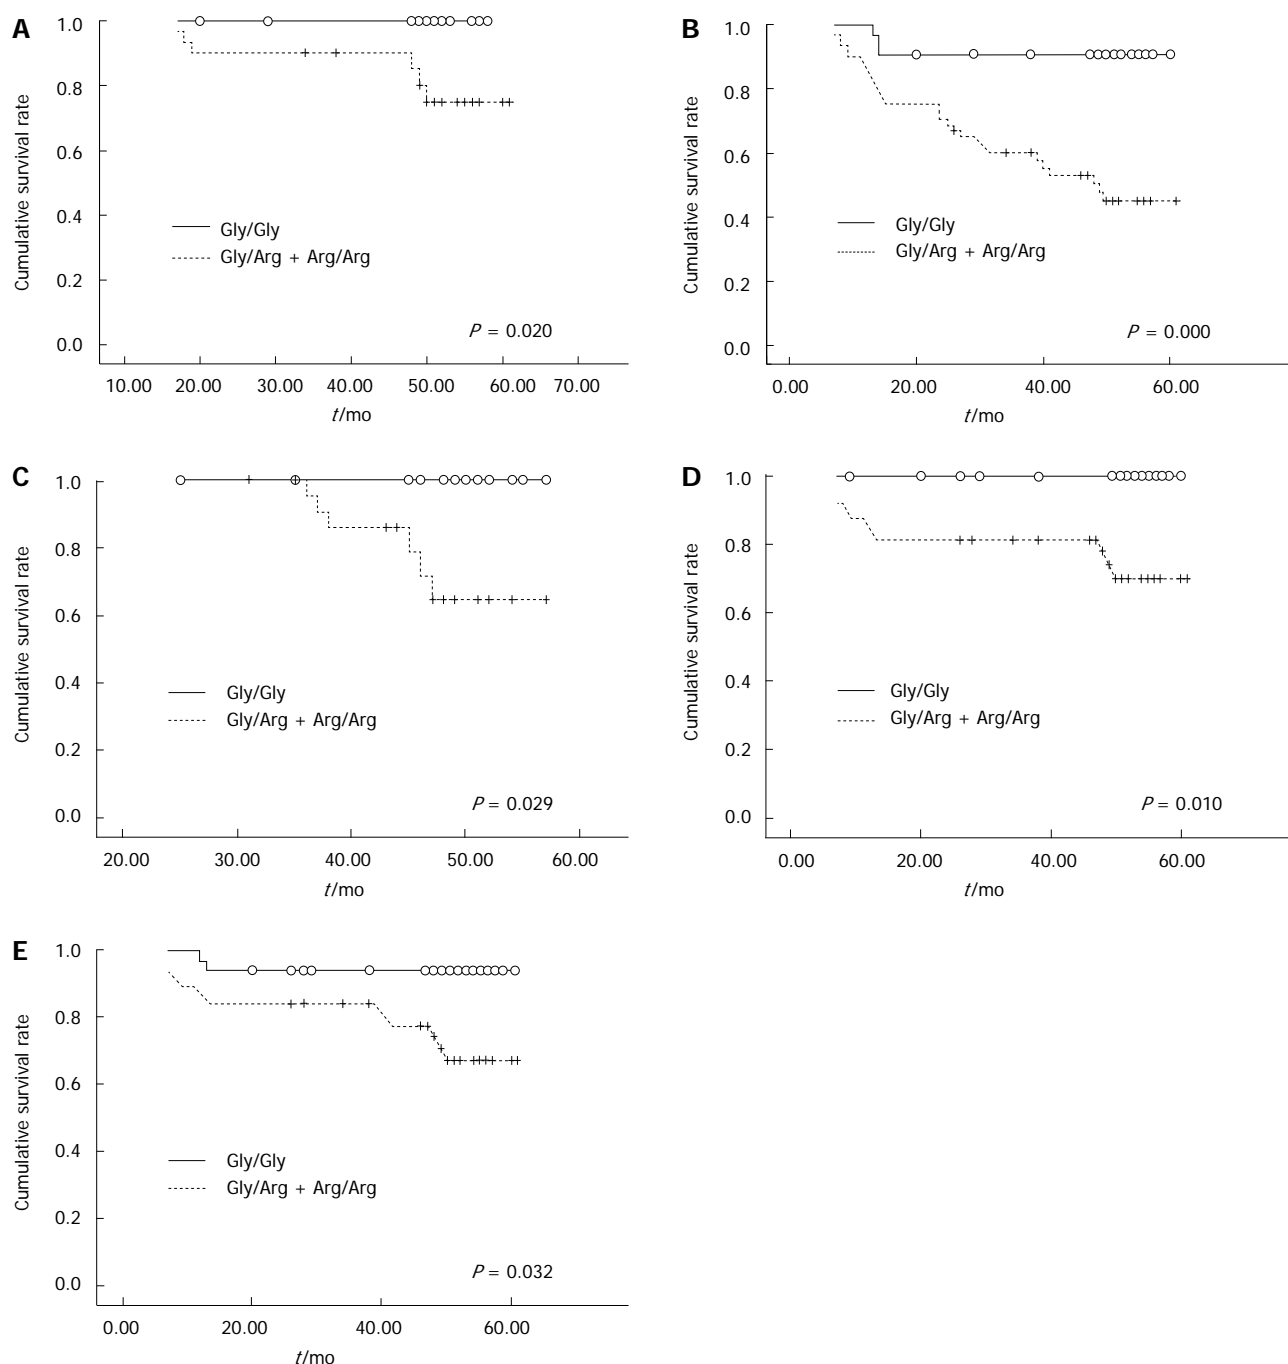 A
Cumulative survival rate
1.0
0.8
0.6
0.4
0.2
0.0
Gly/Gly
Gly/Arg + Arg/Arg
P = 0.020
10.00 20.00 30.00 40.00 50.00 60.00 70.00
t/mo
B
Cumulative survival rate
1.0
0.8
0.6
0.4
0.2
0.0
Gly/Gly
Gly/Arg + Arg/Arg
P = 0.000
0.00 20.00 40.00 60.00
t/mo
C
Cumulative survival rate
1.0
0.8
0.6
0.4
0.2
0.0
Gly/Gly
Gly/Arg + Arg/Arg
P = 0.029
20.00 30.00 40.00 50.00 60.00
t/mo
D
Cumulative survival rate
1.0
0.8
0.6
0.4
0.2
0.0
Gly/Gly
Gly/Arg + Arg/Arg
P = 0.010
0.00 20.00 40.00 60.00
t/mo
E
Cumulative survival rate
1.0
0.8
0.6
0.4
0.2
0.0
Gly/Gly
Gly/Arg + Arg/Arg
P = 0.032
0.00 20.00 40.00 60.00
t/mo